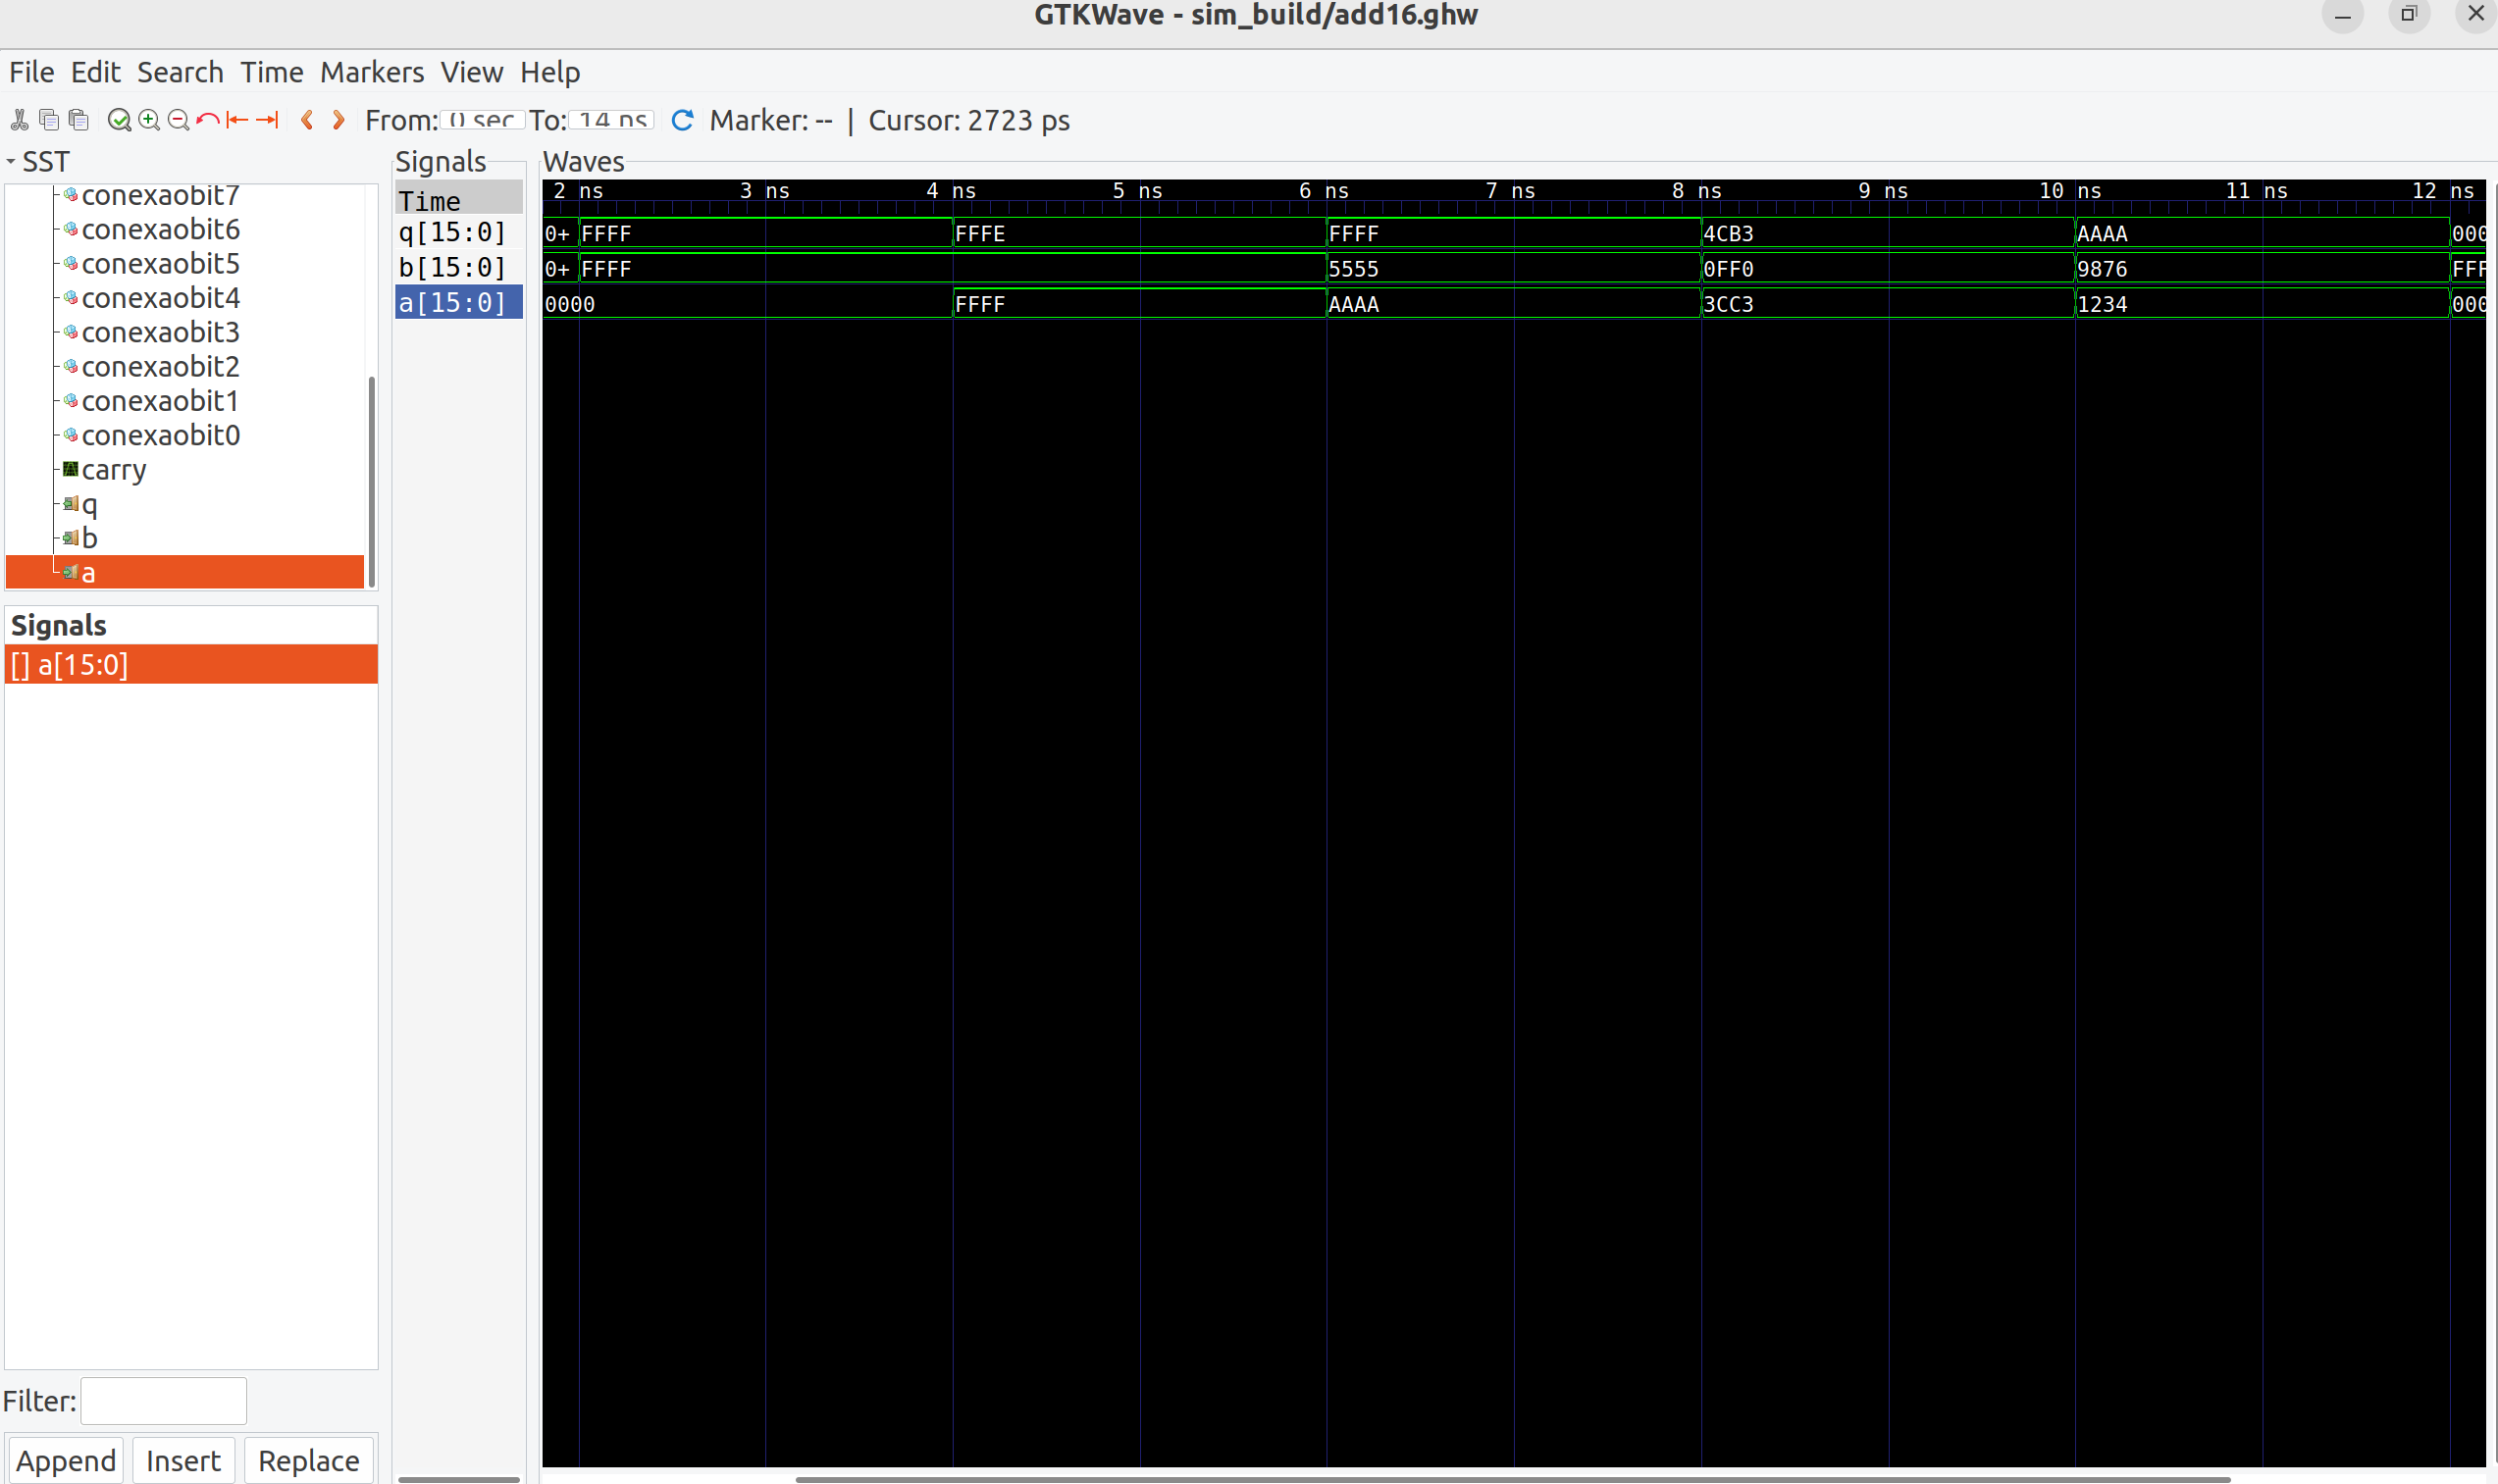 GTKWave - sim_build/add16.ghw
File Edit Search Time Markers View Help
From: 0 sec To: 14 ns Marker: -- | Cursor: 2723 ps
SST
conexaobit7
conexaobit6
conexaobit5
conexaobit4
conexaobit3
conexaobit2
conexaobit1
conexaobit0
carry
q
b
a
Signals
[] a[15:0]
Filter:
Append Insert Replace
Signals
Time
q[15:0]
b[15:0]
a[15:0]
Waves
2 ns 3 ns 4 ns 5 ns 6 ns 7 ns 8 ns 9 ns 10 ns 11 ns 12 ns
0+ FFFF FFFE FFFF 4CB3 AAAA 000
0+ FFFF 5555 0FF0 9876 FFF
0000 FFFF AAAA 3CC3 1234 000